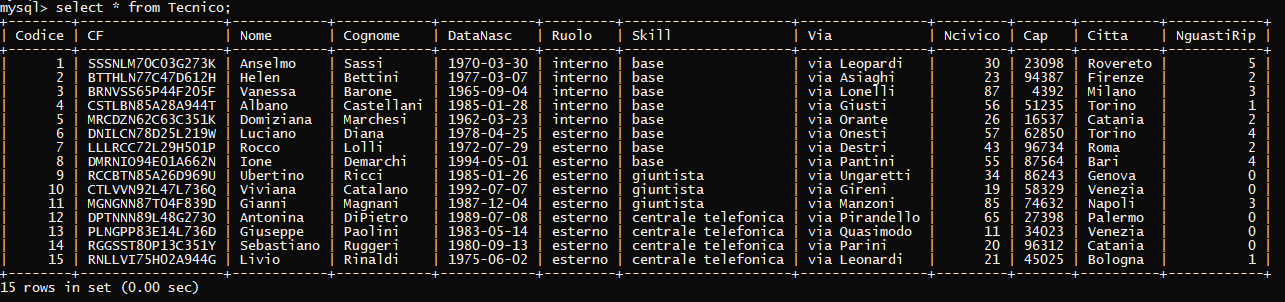 mysql> select * from Tecnico;
+--------+------------------+-----------+------------+------------+---------+---------------------+----------------+---------+-------+----------+-------------+
| Codice | CF               | Nome      | Cognome    | DataNasc   | Ruolo   | Skill               | Via            | Ncivico | Cap   | Citta    | NguastiRip |
+--------+------------------+-----------+------------+------------+---------+---------------------+----------------+---------+-------+----------+-------------+
| 1 | SSSNLM70C03G273K | Anselmo | Sassi | 1970-03-30 | interno | base | via Leopardi | 30 | 23098 | Rovereto | 5 |
| 2 | BTTHLN77C47D612H | Helen | Bettini | 1977-03-07 | interno | base | via Asiaghi | 23 | 94387 | Firenze | 2 |
| 3 | BRNVSS65P44F205F | Vanessa | Barone | 1965-09-04 | interno | base | via Lonelli | 87 | 4392 | Milano | 3 |
| 4 | CSTLBN85A28A944T | Albano | Castellani | 1985-01-28 | interno | base | via Giusti | 56 | 51235 | Torino | 1 |
| 5 | MRCDZN62C63C351K | Domiziana | Marchesi | 1962-03-23 | interno | base | via Orante | 26 | 16537 | Catania | 2 |
| 6 | DNILCN78D25L219W | Luciano | Diana | 1978-04-25 | esterno | base | via Onesti | 57 | 62850 | Torino | 4 |
| 7 | LLLRCC72L29H501P | Rocco | Lolli | 1972-07-29 | esterno | base | via Destri | 43 | 96734 | Roma | 2 |
| 8 | DMRNIO94E01A662N | Ione | Demarchi | 1994-05-01 | esterno | base | via Pantini | 55 | 87564 | Bari | 4 |
| 9 | RCCBTN85A26D969U | Ubertino | Ricci | 1985-01-26 | esterno | giuntista | via Ungaretti | 34 | 86243 | Genova | 0 |
| 10 | CTLVVN92L47L736Q | Viviana | Catalano | 1992-07-07 | esterno | giuntista | via Gireni | 19 | 58329 | Venezia | 0 |
| 11 | MGNGNN87T04F839D | Gianni | Magnani | 1987-12-04 | esterno | giuntista | via Manzoni | 85 | 74632 | Napoli | 3 |
| 12 | DPTNNN89L48G273O | Antonina | DiPietro | 1989-07-08 | esterno | centrale telefonica | via Pirandello | 65 | 27398 | Palermo | 0 |
| 13 | PLNGPP83E14L736D | Giuseppe | Paolini | 1983-05-14 | esterno | centrale telefonica | via Quasimodo | 11 | 34023 | Venezia | 0 |
| 14 | RGGSST80P13C351Y | Sebastiano | Ruggeri | 1980-09-13 | esterno | centrale telefonica | via Parini | 20 | 96312 | Catania | 0 |
| 15 | RNLLVI75H02A944G | Livio | Rinaldi | 1975-06-02 | esterno | centrale telefonica | via Leonardi | 21 | 45025 | Bologna | 1 |
+--------+------------------+-----------+------------+------------+---------+---------------------+----------------+---------+-------+----------+-------------+
15 rows in set (0.00 sec)